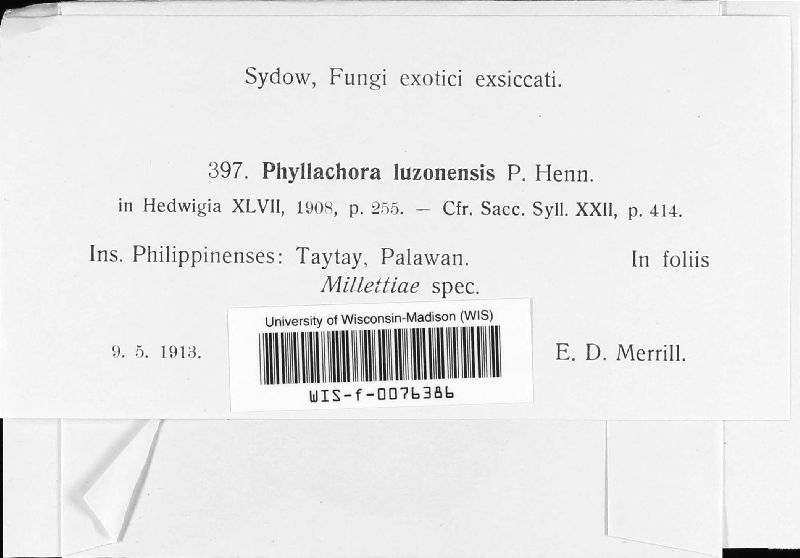 Sydow, Fungi exotici exsiccati.
397. Phyllachora luzonensis P. Henn.
in Hedwigia XLVII, 1908, p. 255. — Cfr. Sacc. Syll. XXII, p. 414.
Ins. Philippinenses: Taytay, Palawan. In foliis
Millettiae spec.
University of Wisconsin-Madison (WIS)
9. 5. 1913. E. D. Merrill.
WIS-f-0076386